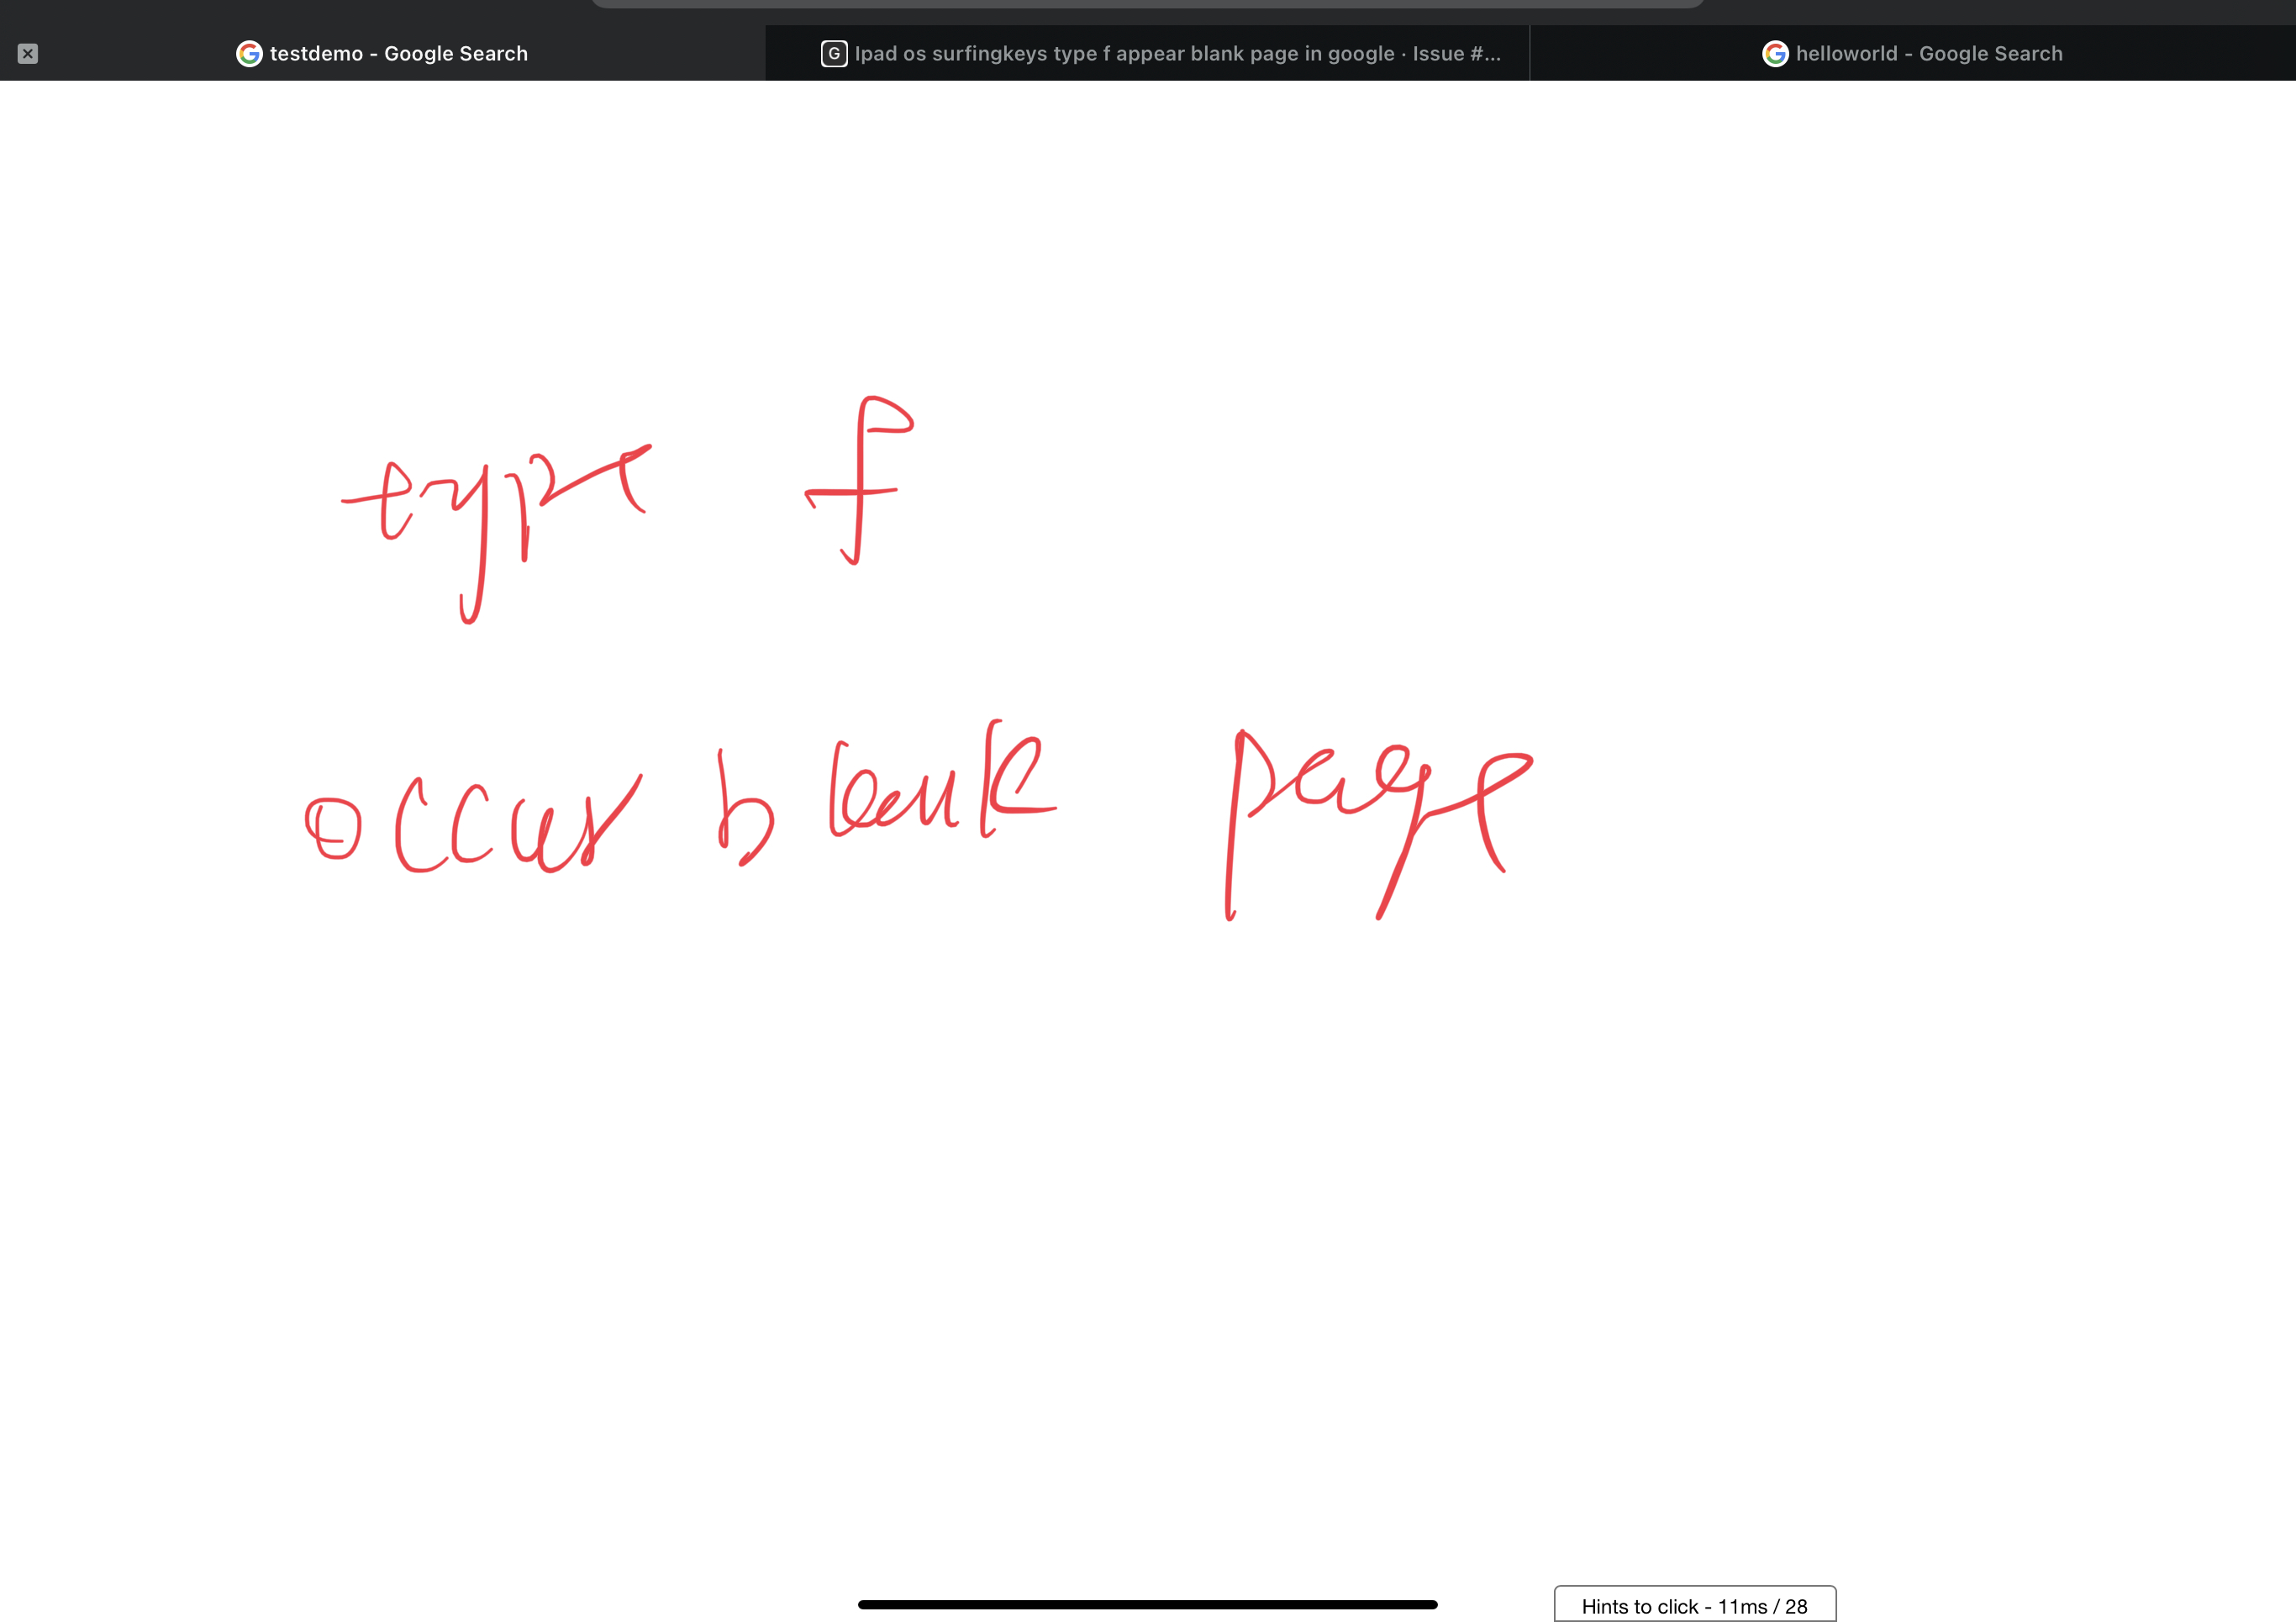 testdemo - Google Search
Ipad os surfingkeys type f appear blank page in google · Issue #...
helloworld - Google Search
type f
occur blank page
Hints to click - 11ms / 28